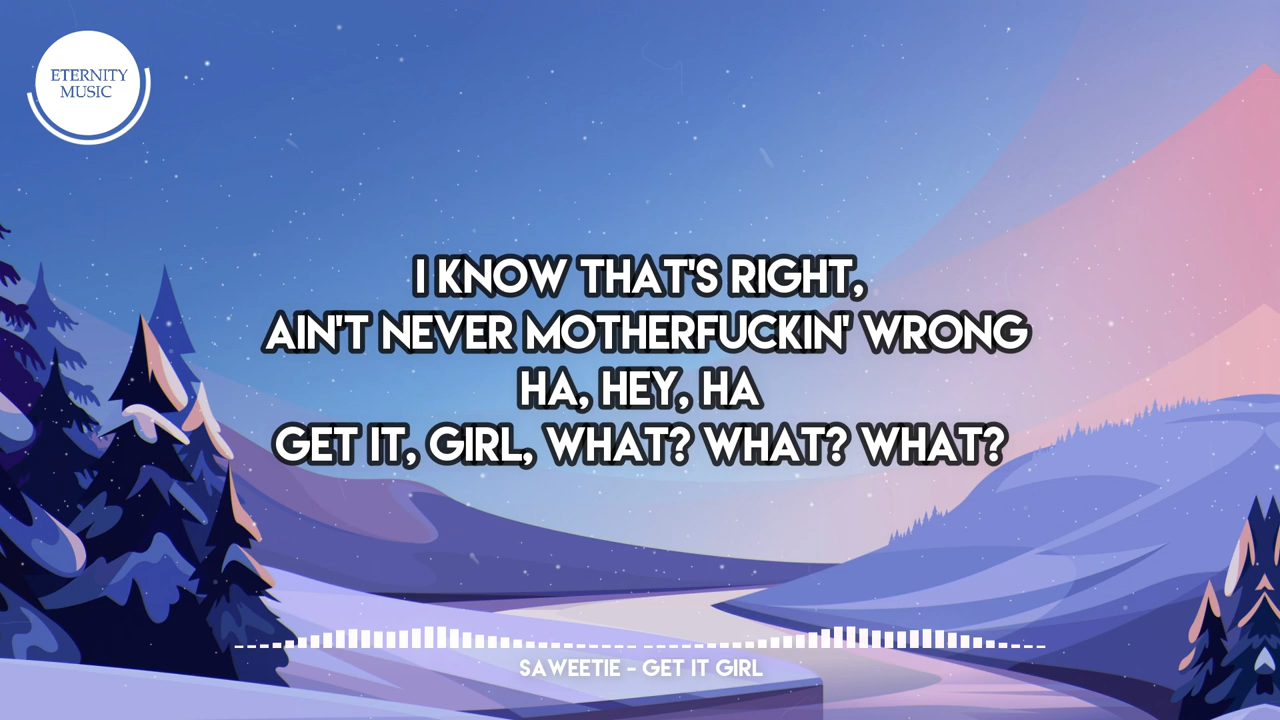 ETERNITY
MUSIC
I KNOW THAT'S RIGHT,
AIN'T NEVER MOTHERFUCKIN' WRONG
HA, HEY, HA
GET IT, GIRL, WHAT? WHAT? WHAT?
SAWEETIE - GET IT GIRL